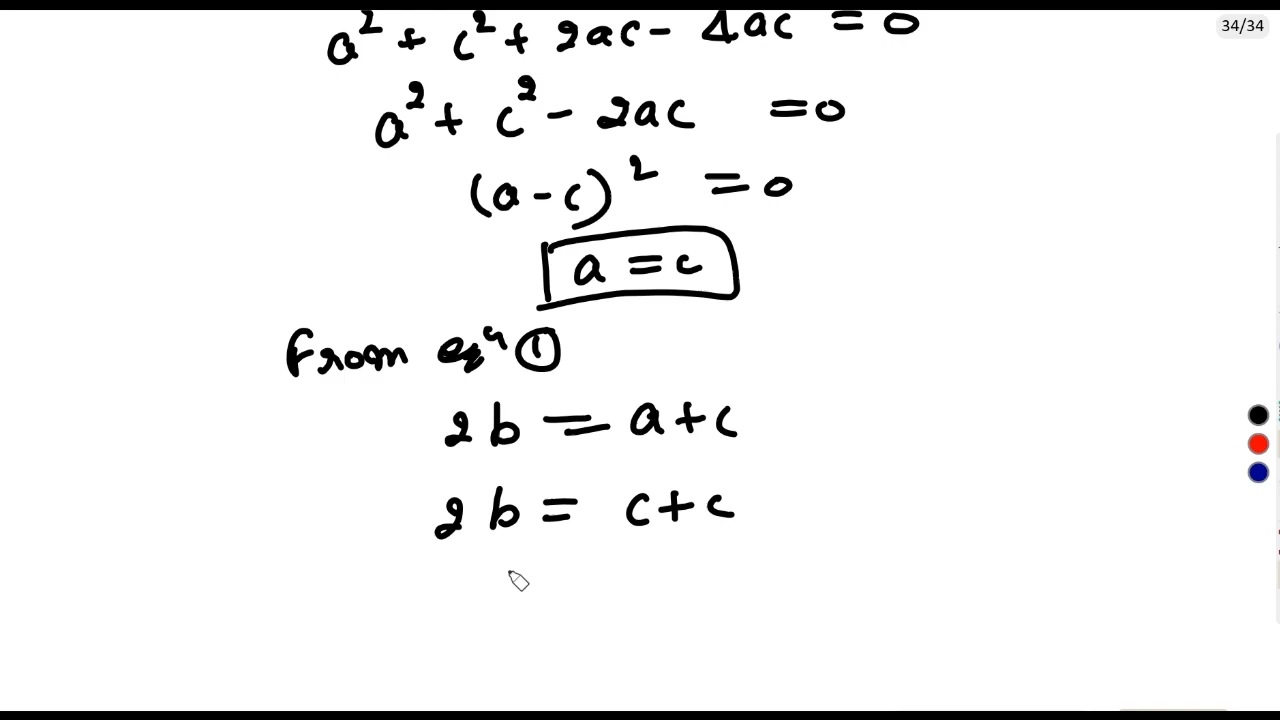 34/34
a² + c² + 2ac - 4ac = 0
a² + c² - 2ac = 0
(a - c)² = 0
a = c
From eqn ①
2b = a + c
2b = c + c